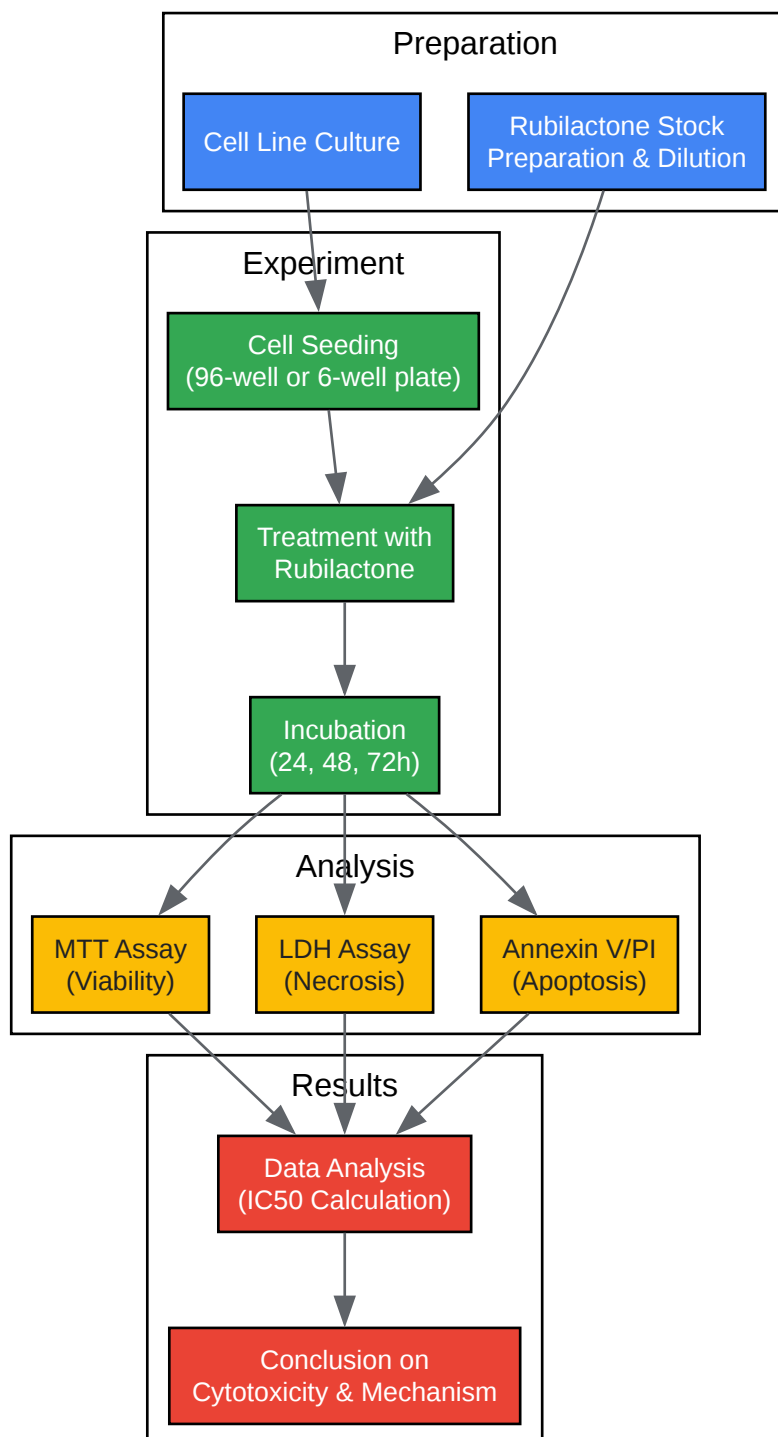 Preparation
Cell Line Culture
Rubilactone Stock
Preparation & Dilution
Experiment
Cell Seeding
(96-well or 6-well plate)
Treatment with
Rubilactone
Incubation
(24, 48, 72h)
Analysis
MTT Assay
(Viability)
LDH Assay
(Necrosis)
Annexin V/PI
(Apoptosis)
Results
Data Analysis
(IC50 Calculation)
Conclusion on
Cytotoxicity & Mechanism